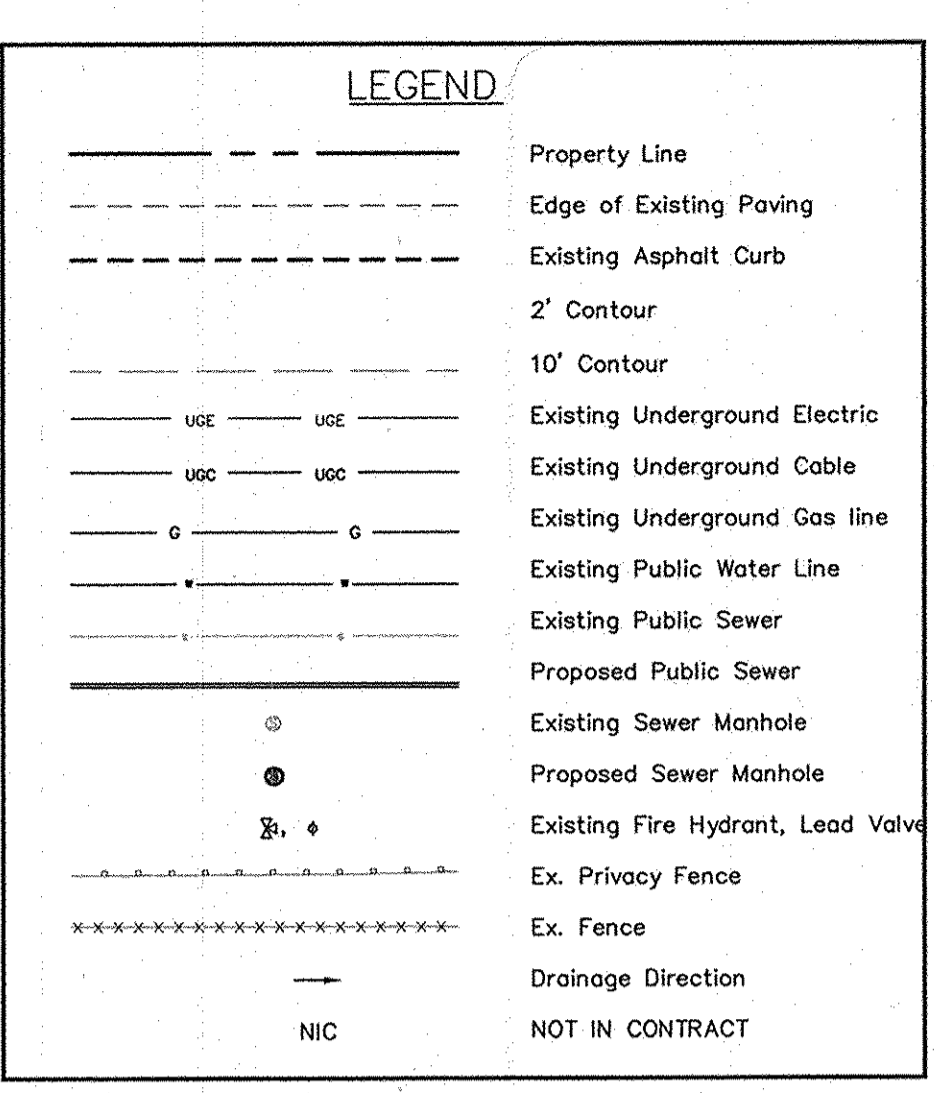 LEGEND
Property Line
Edge of Existing Paving
Existing Asphalt Curb
2' Contour
10' Contour
UGE UGE Existing Underground Electric
UGC UGC Existing Underground Cable
G G Existing Underground Gas line
W W Existing Public Water Line
S S Existing Public Sewer
Proposed Public Sewer
S Existing Sewer Manhole
S Proposed Sewer Manhole
, Existing Fire Hydrant, Lead Valve
Ex. Privacy Fence
Ex. Fence
Drainage Direction
NIC NOT IN CONTRACT